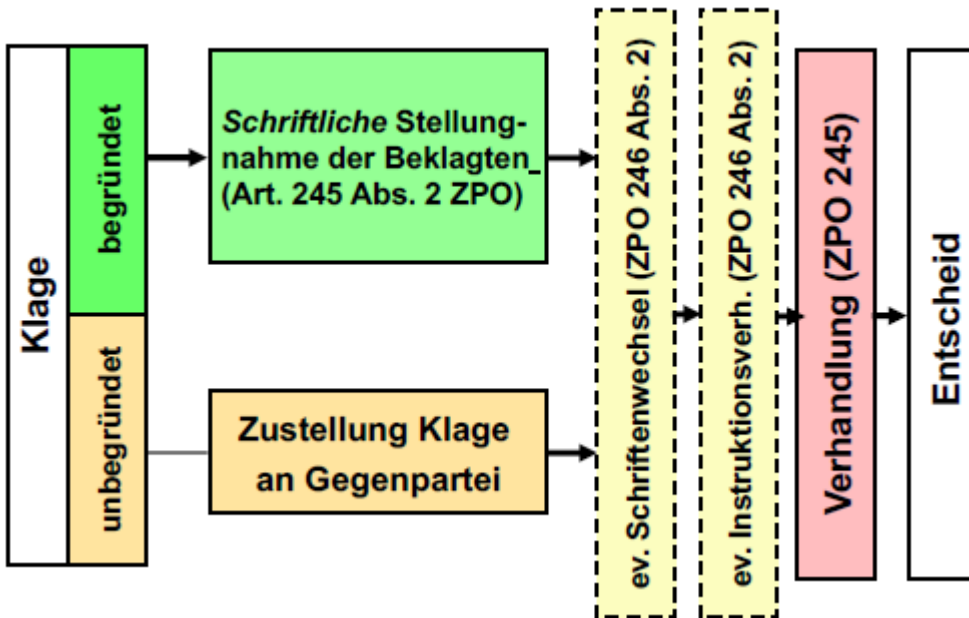 Klage
begründet
unbegründet
Schriftliche Stellung-
nahme der Beklagten_
(Art. 245 Abs. 2 ZPO)
Zustellung Klage
an Gegenpartei
ev. Schriftenwechsel (ZPO 246 Abs. 2)
ev. Instruktionsverh. (ZPO 246 Abs. 2)
Verhandlung (ZPO 245)
Entscheid